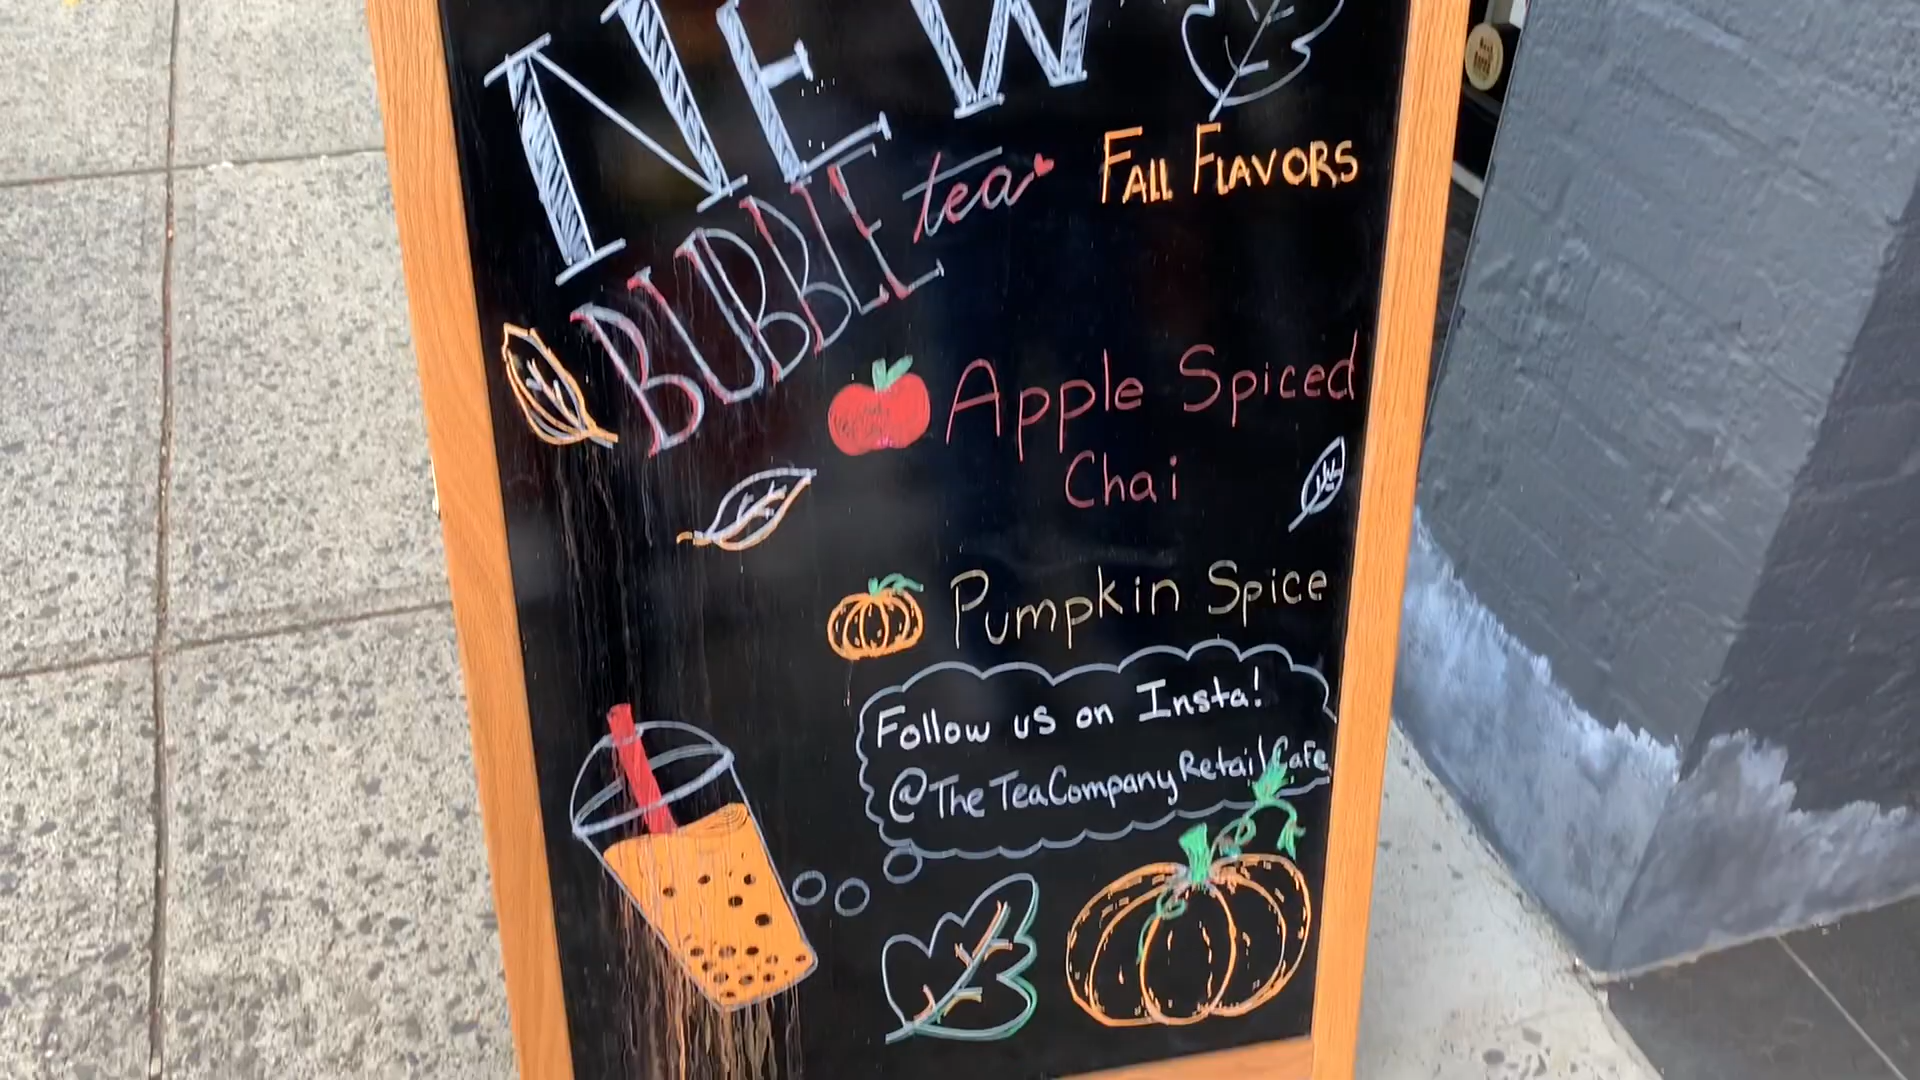 NEW
BUBBLE tea
FALL FLAVORS
Apple Spiced
Chai
Pumpkin Spice
Follow us on Insta!
@TheTeaCompanyRetailCafe